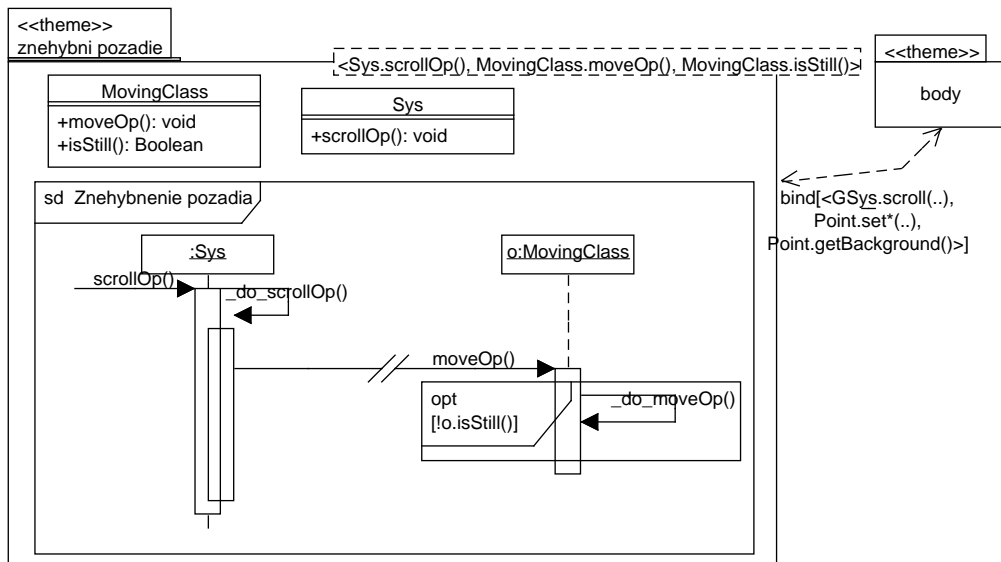 <<theme>>
znehybni pozadie
<Sys.scrollOp(), MovingClass.moveOp(), MovingClass.isStill()>
<<theme>>
body
MovingClass
+moveOp(): void
+isStill(): Boolean
Sys
+scrollOp(): void
bind[<GSys.scroll(..),
Point.set*(..),
Point.getBackground()>]
sd Znehybnenie pozadia
:Sys
o:MovingClass
scrollOp()
_do_scrollOp()
moveOp()
opt
[!o.isStill()]
_do_moveOp()